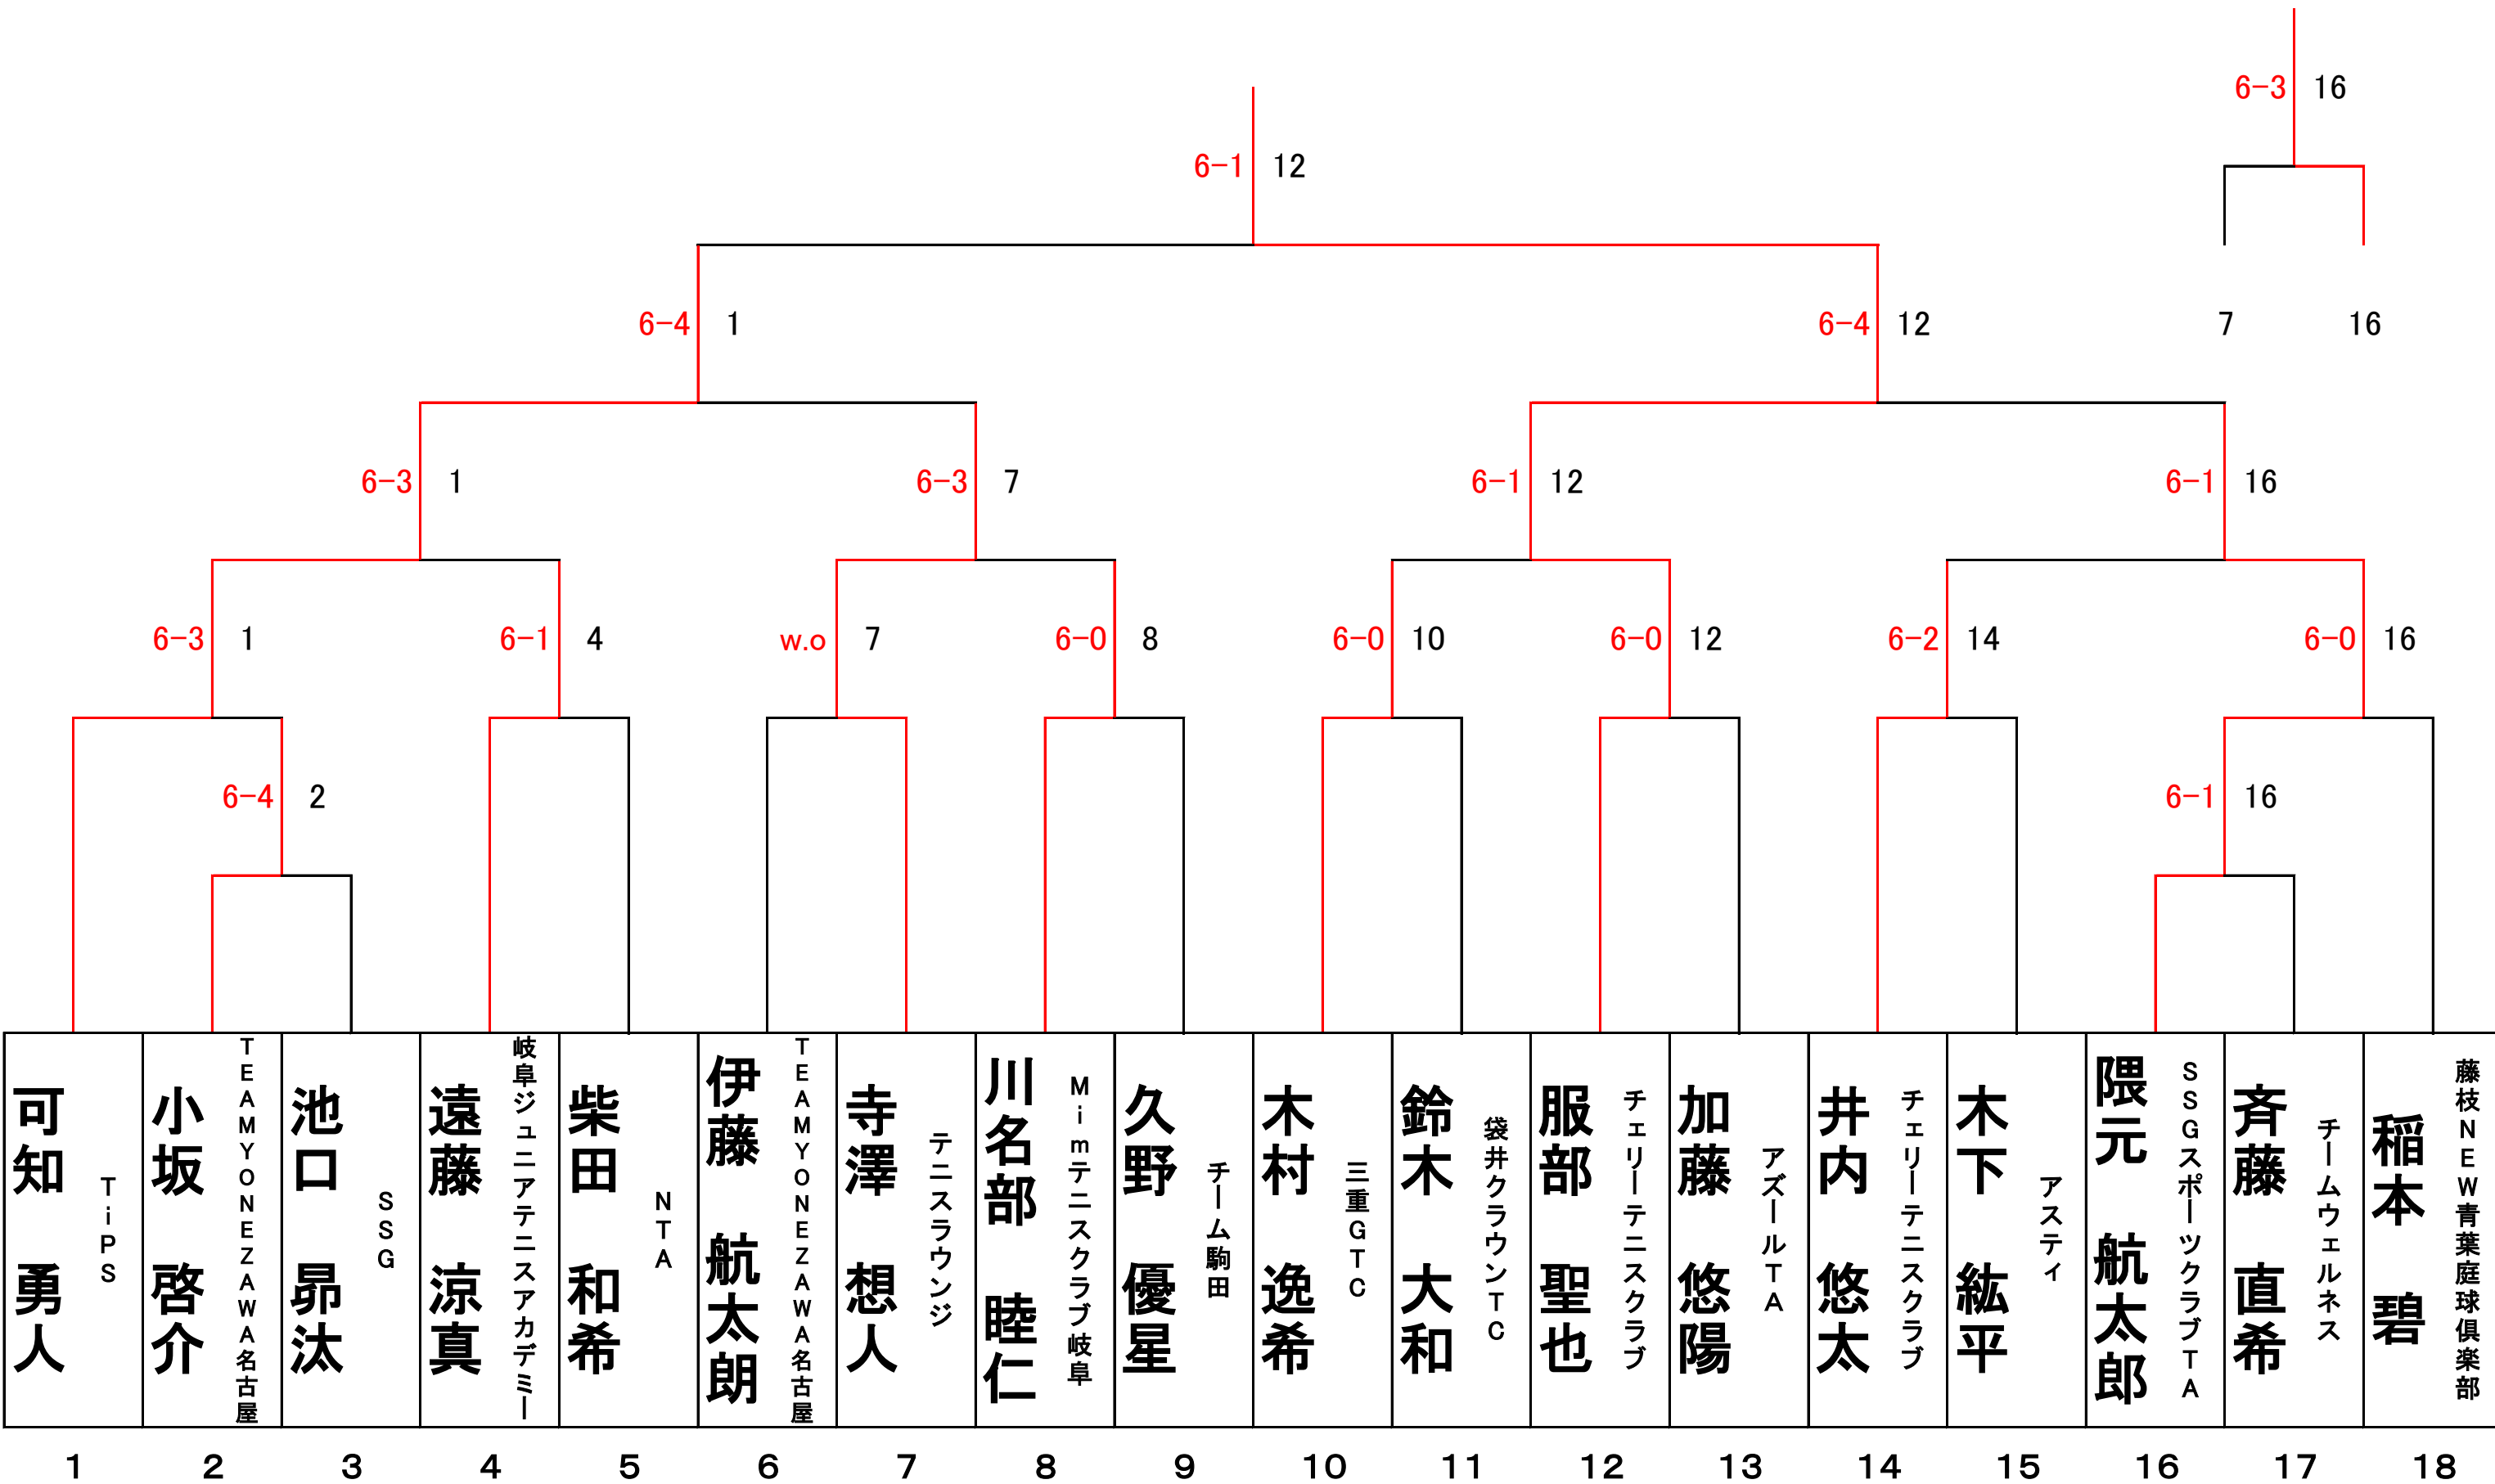 6-3 16
6-1 12
6-4 1
6-4 12
7 16
6-3 1
6-3 7
6-1 12
6-1 16
6-3 1
6-1 4
w.o 7
6-0 8
6-0 10
6-0 12
6-2 14
6-0 16
6-4 2
6-1 16
可知 勇人
TiPS
小坂 啓介
TEAMYONEZAWA名古屋
池口 昴汰
SSG
遠藤 涼真
岐阜ジュニアテニスアカデミー
柴田 和希
NTA
伊藤 航太朗
TEAMYONEZAWA名古屋
寺澤 想人
テニスラウンジ
川名部 睦仁
Mimテニスクラブ岐阜
久野 優星
チーム駒田
木村 逸希
三重GTC
鈴木 大和
袋井クラウンTC
服部 聖也
チェリーテニスクラブ
加藤 悠陽
アズールTA
井内 悠太
チェリーテニスクラブ
木下 紘平
アスティ
隈元 航太郎
SSCスポーツクラブTA
斉藤 直希
チームウェルネス
稲本 碧
藤枝NEW青葉庭球倶楽部
1 2 3 4 5 6 7 8 9 10 11 12 13 14 15 16 17 18